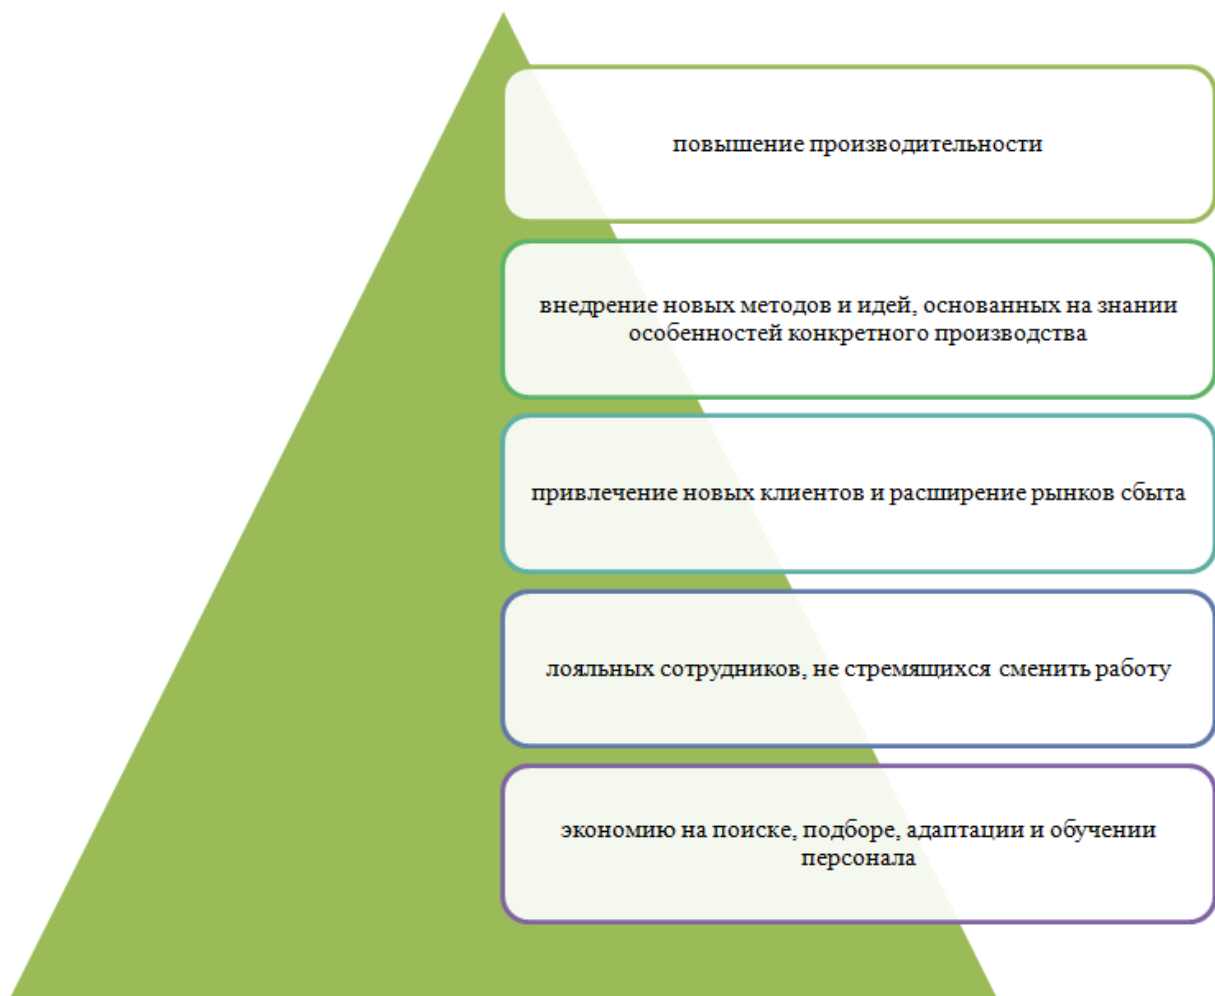 повышение производительности
внедрение новых методов и идей, основанных на знании
особенностей конкретного производства
привлечение новых клиентов и расширение рынков сбыта
лояльных сотрудников, не стремящихся сменить работу
экономию на поиске, подборе, адаптации и обучении
персонала